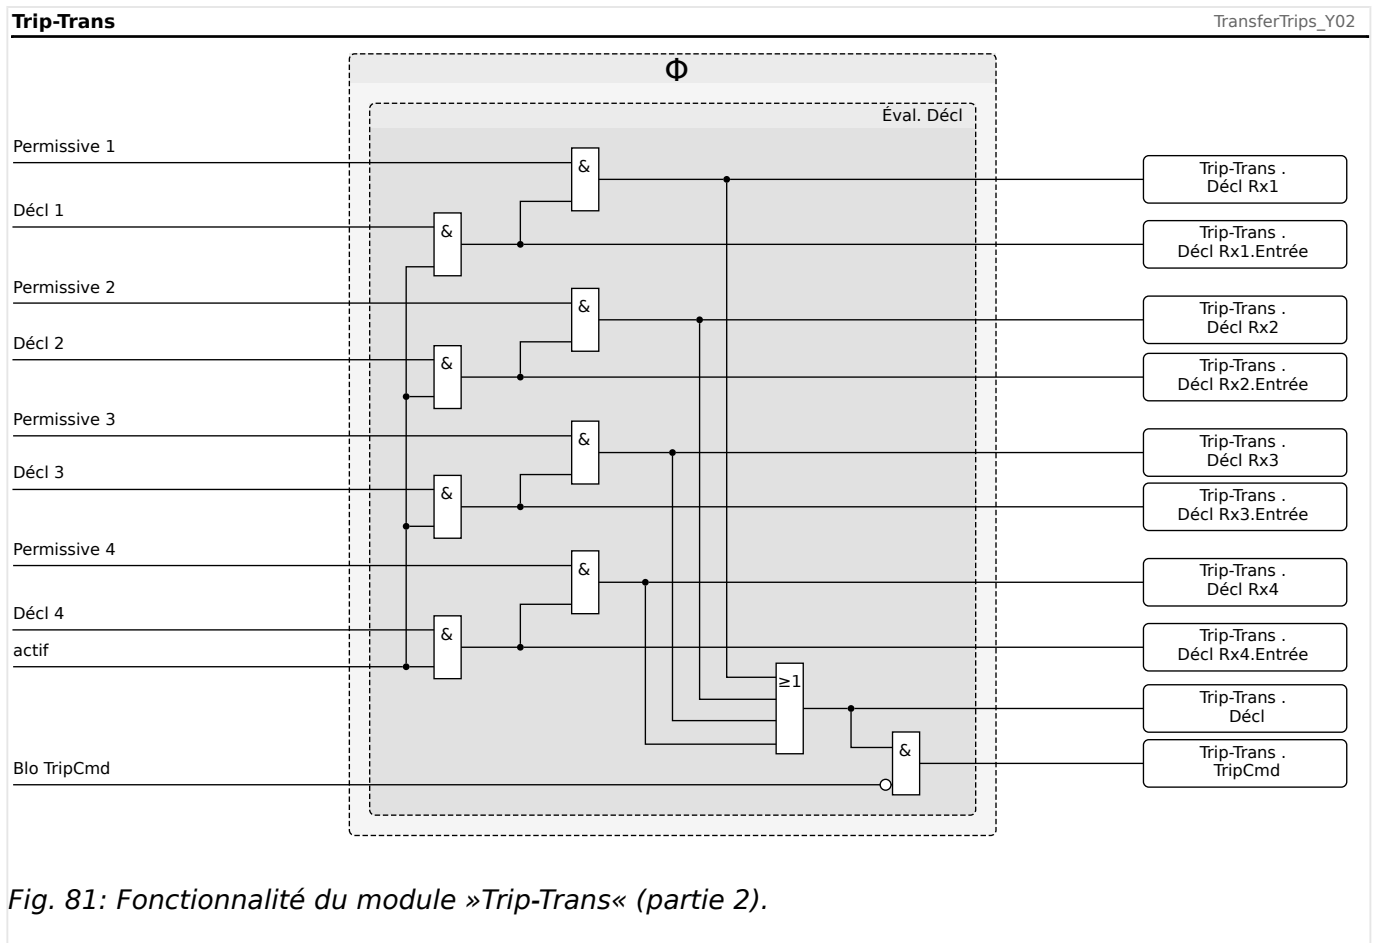 Trip-Trans
TransferTrips_Y02
Φ
Éval. Décl
Permissive 1
&
Trip-Trans .
Décl Rx1
Décl 1
&
Trip-Trans .
Décl Rx1.Entrée
Permissive 2
&
Trip-Trans .
Décl Rx2
Décl 2
&
Trip-Trans .
Décl Rx2.Entrée
Permissive 3
&
Trip-Trans .
Décl Rx3
Décl 3
&
Trip-Trans .
Décl Rx3.Entrée
Permissive 4
&
Trip-Trans .
Décl Rx4
Décl 4
&
Trip-Trans .
Décl Rx4.Entrée
actif
≥1
Trip-Trans .
Décl
&
Trip-Trans .
TripCmd
Blo TripCmd
Fig. 81: Fonctionnalité du module »Trip-Trans« (partie 2).